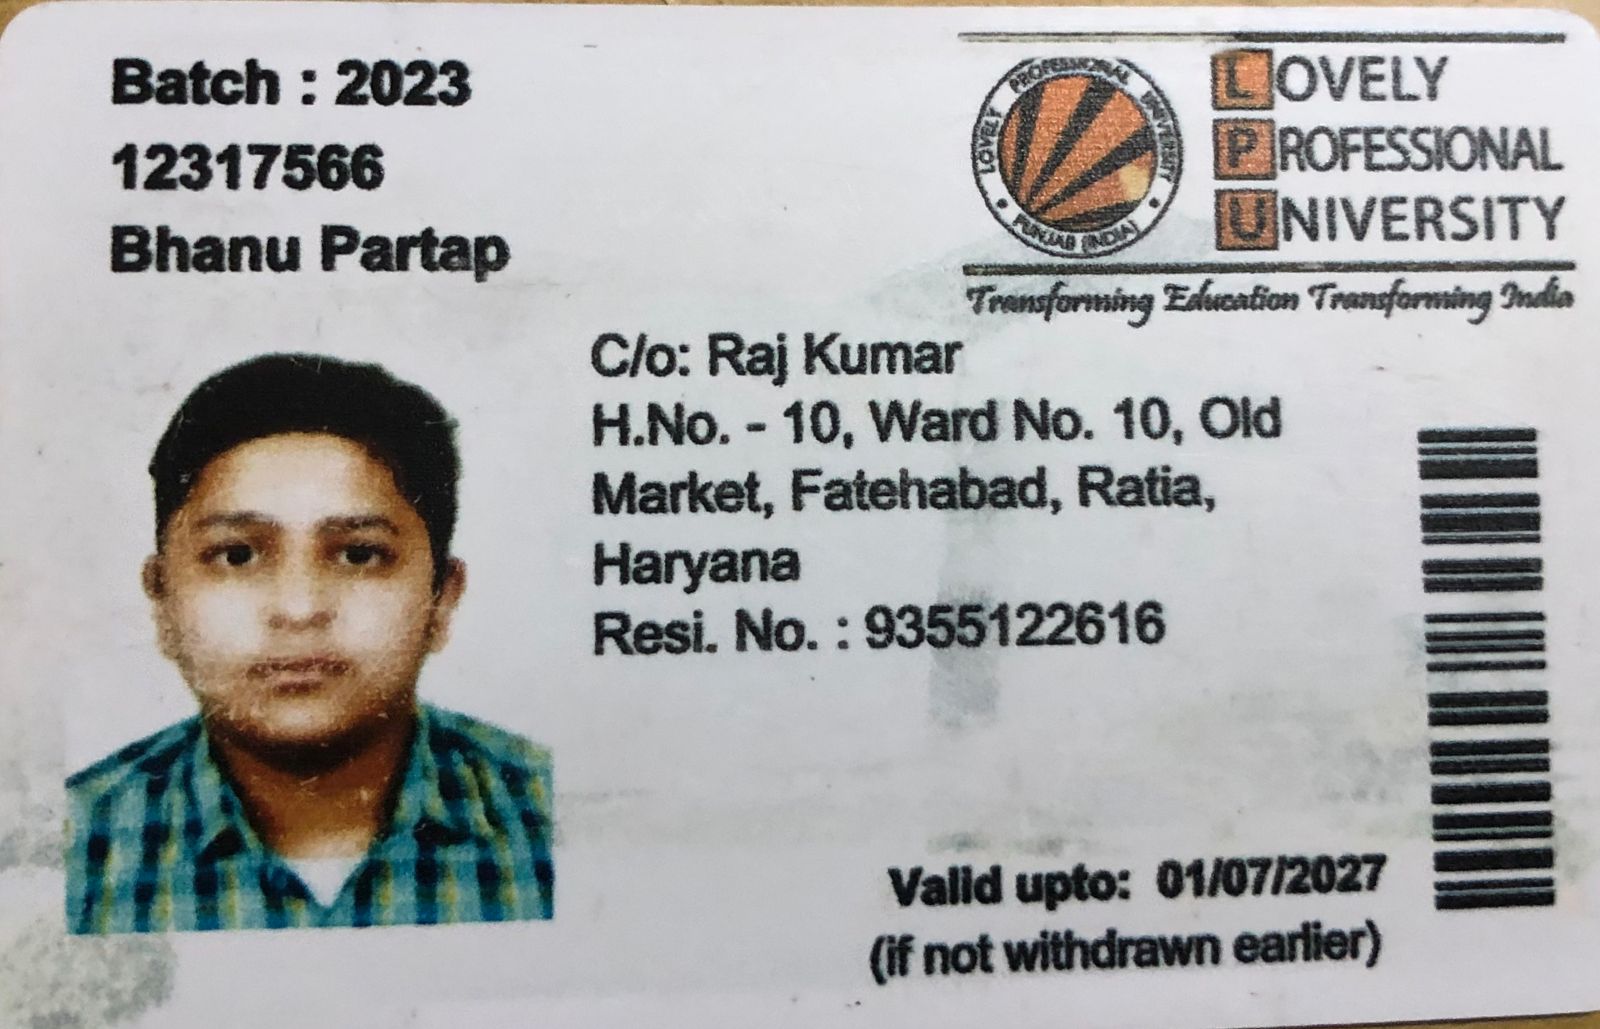 Batch : 2023
12317566
Bhanu Partap
LOVELY PROFESSIONAL UNIVERSITY
PUNJAB (INDIA)
LOVELY
PROFESSIONAL
UNIVERSITY
Transforming Education Transforming India
C/o: Raj Kumar
H.No. - 10, Ward No. 10, Old
Market, Fatehabad, Ratia,
Haryana
Resi. No. : 9355122616
Valid upto: 01/07/2027
(if not withdrawn earlier)